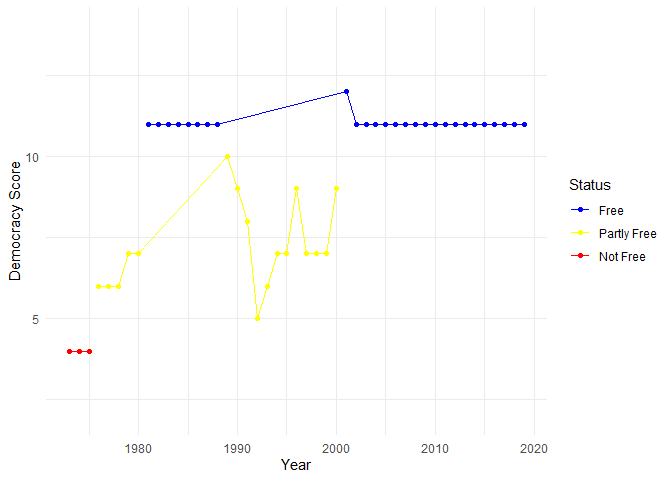 Democracy Score
10
5
1980
1990
2000
2010
2020
Year
Status
Free
Partly Free
Not Free